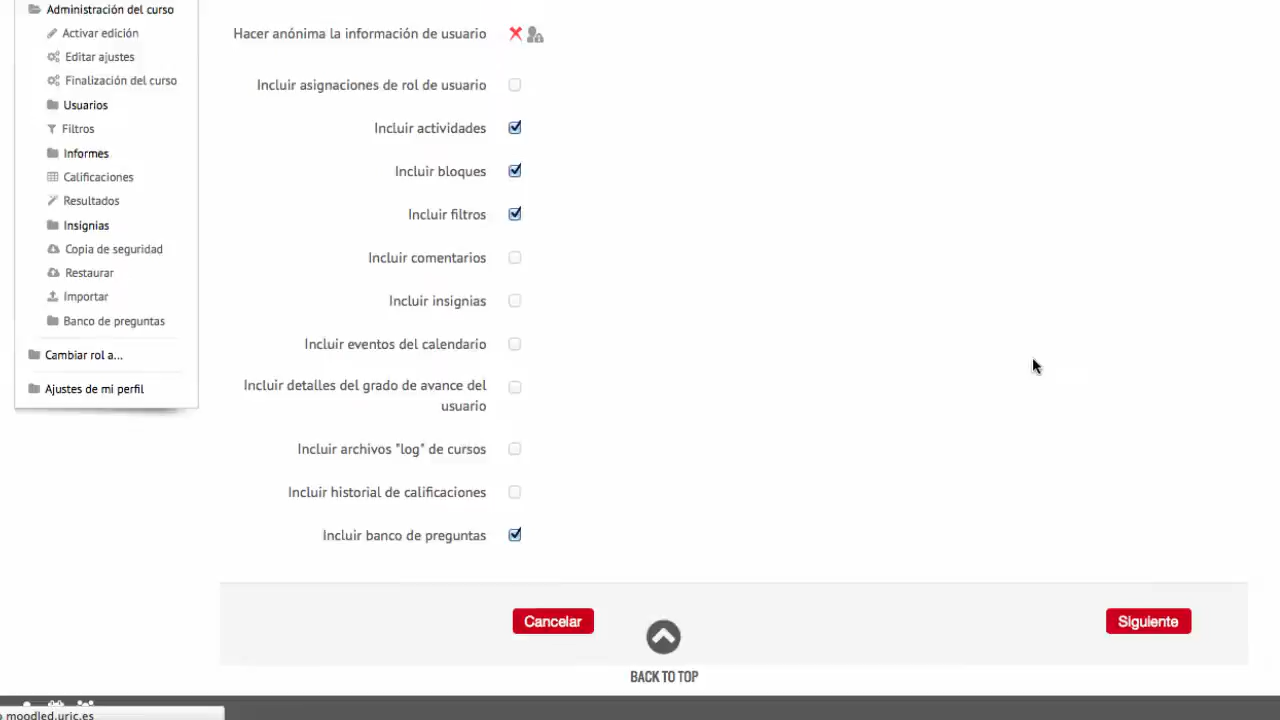 Administración del curso
Activar edición
Editar ajustes
Finalización del curso
Usuarios
Filtros
Informes
Calificaciones
Resultados
Insignias
Copia de seguridad
Restaurar
Importar
Banco de preguntas
Cambiar rol a...
Ajustes de mi perfil
Hacer anónima la información de usuario
Incluir asignaciones de rol de usuario
Incluir actividades
Incluir bloques
Incluir filtros
Incluir comentarios
Incluir insignias
Incluir eventos del calendario
Incluir detalles del grado de avance del
usuario
Incluir archivos "log" de cursos
Incluir historial de calificaciones
Incluir banco de preguntas
Cancelar
Siguiente
BACK TO TOP
moodled.uric.es